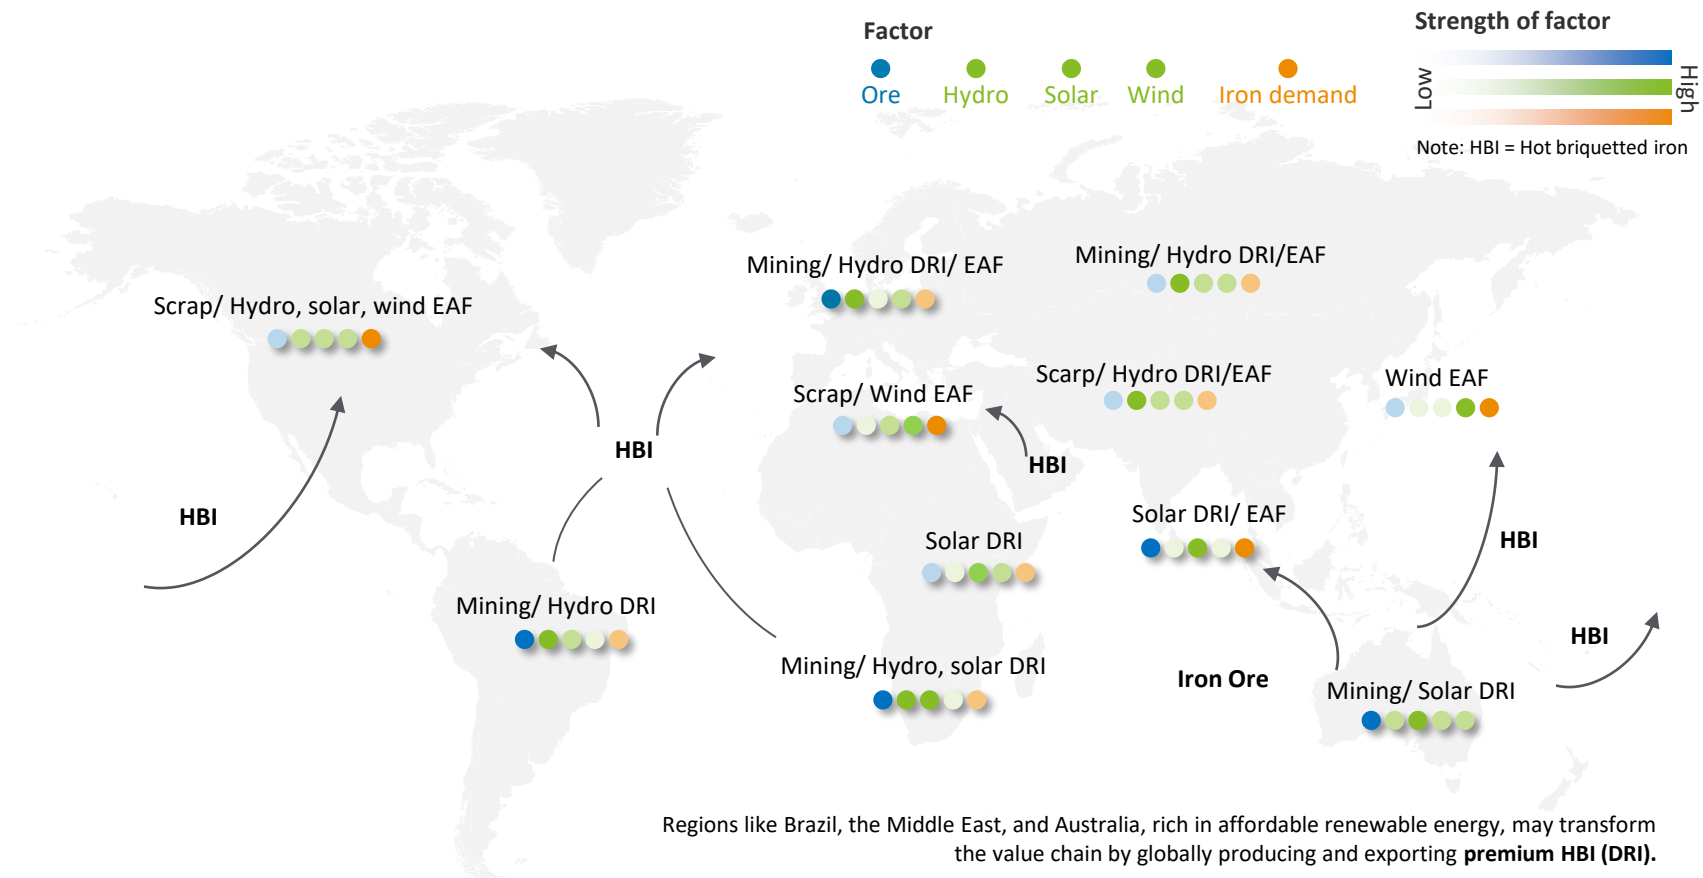 Factor
Ore
Hydro
Solar
Wind
Iron demand
Strength of factor
Low
High
Note: HBI = Hot briquetted iron
Mining/ Hydro DRI/ EAF
Mining/ Hydro DRI/EAF
Scrap/ Hydro, solar, wind EAF
Scrap/ Wind EAF
Scarp/ Hydro DRI/EAF
Wind EAF
HBI
HBI
HBI
Solar DRI/ EAF
Solar DRI
HBI
Mining/ Hydro DRI
HBI
Mining/ Hydro, solar DRI
Iron Ore
Mining/ Solar DRI
Regions like Brazil, the Middle East, and Australia, rich in affordable renewable energy, may transform
the value chain by globally producing and exporting premium HBI (DRI).